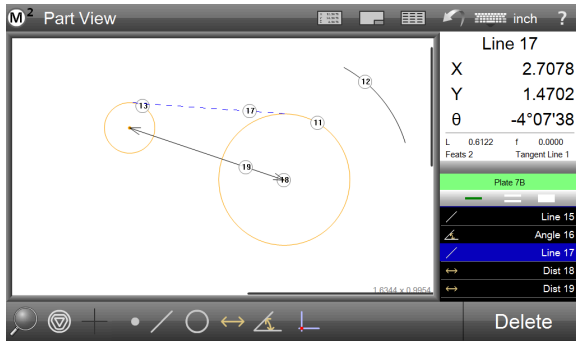 M2 Part View
inch ?
12
13
17
11
19
18
1.6344 x 0.9954
Line 17
X 2.7078
Y 1.4702
θ -4°07'38
L 0.6122 f 0.0000
Feats 2 Tangent Line 1
Plate 7B
Line 15
Angle 16
Line 17
Dist 18
Dist 19
Delete